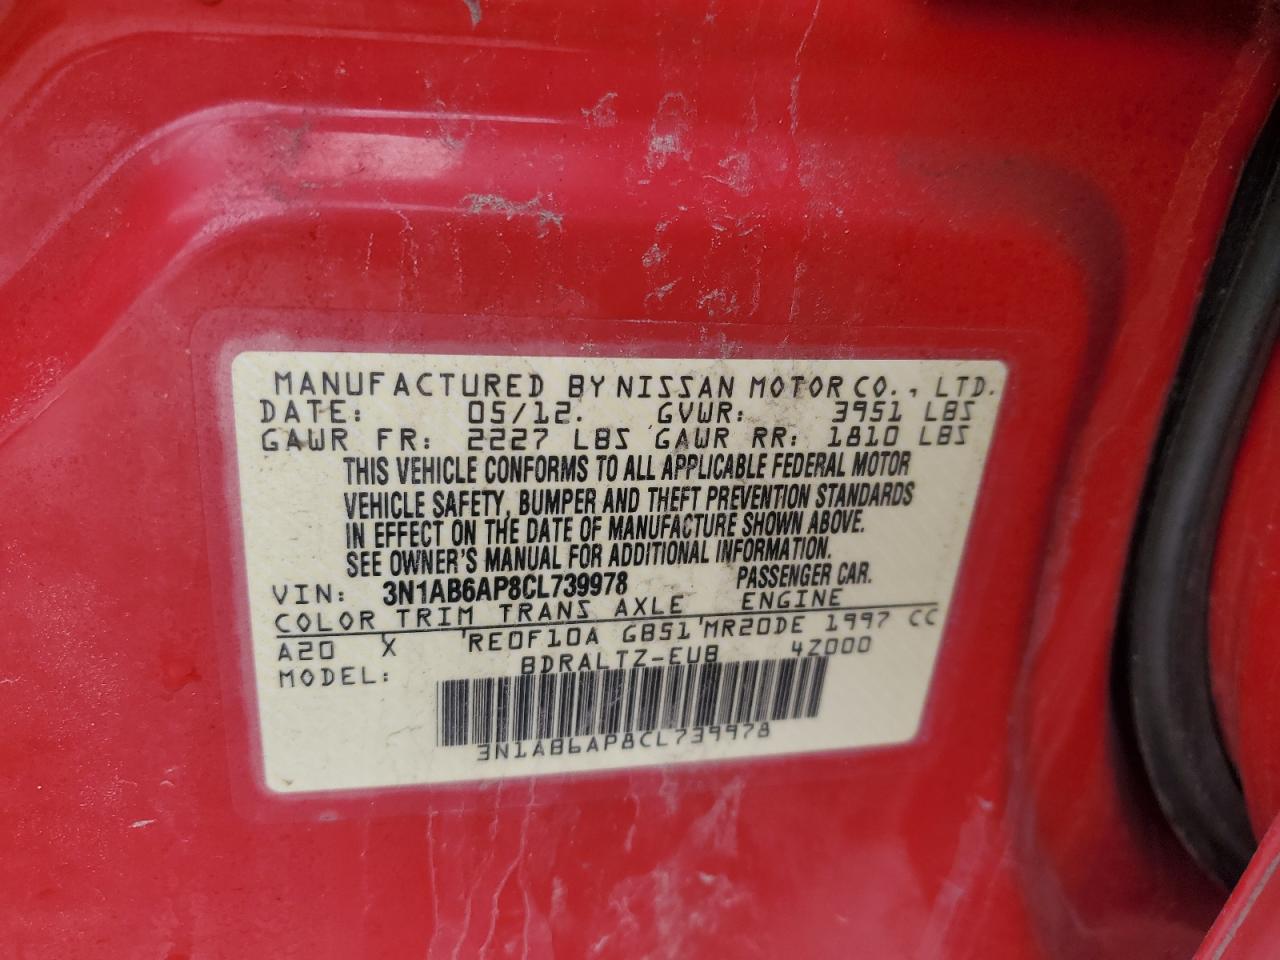 MANUFACTURED BY NISSAN MOTOR CO., LTD.
DATE: 05/12. GVWR: 3951 LBS
GAWR FR: 2227 LBS GAWR RR: 1810 LBS
THIS VEHICLE CONFORMS TO ALL APPLICABLE FEDERAL MOTOR
VEHICLE SAFETY, BUMPER AND THEFT PREVENTION STANDARDS
IN EFFECT ON THE DATE OF MANUFACTURE SHOWN ABOVE.
SEE OWNER'S MANUAL FOR ADDITIONAL INFORMATION.
VIN: 3N1AB6AP8CL739978 PASSENGER CAR.
COLOR TRIM TRANS AXLE ENGINE
A20 X RE0F10A GB51 MR20DE 1997 CC
MODEL: BDRALTZ-EUB 4Z000
3N1AB6AP8CL739978